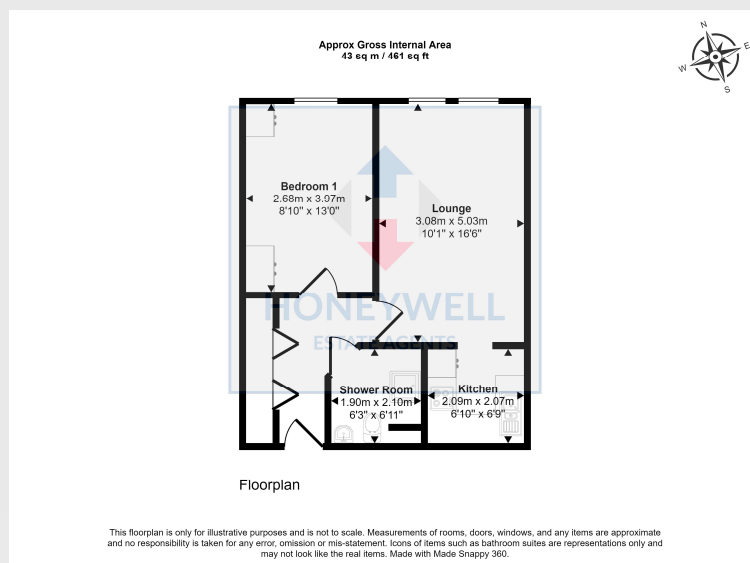 Approx Gross Internal Area
43 sq m / 461 sq ft
N
E
W
S
Bedroom 1
2.68m x 3.97m
8'10" x 13'0"
Lounge
3.08m x 5.03m
10'1" x 16'6"
HONEYWELL
ESTATE AGENTS
Shower Room
1.90m x 2.10m
6'3" x 6'11"
Kitchen
2.09m x 2.07m
6'10" x 6'9"
Floorplan
This floorplan is only for illustrative purposes and is not to scale. Measurements of rooms, doors, windows, and any items are approximate
and no responsibility is taken for any error, omission or mis-statement. Icons of items such as bathroom suites are representations only and
may not look like the real items. Made with Made Snappy 360.